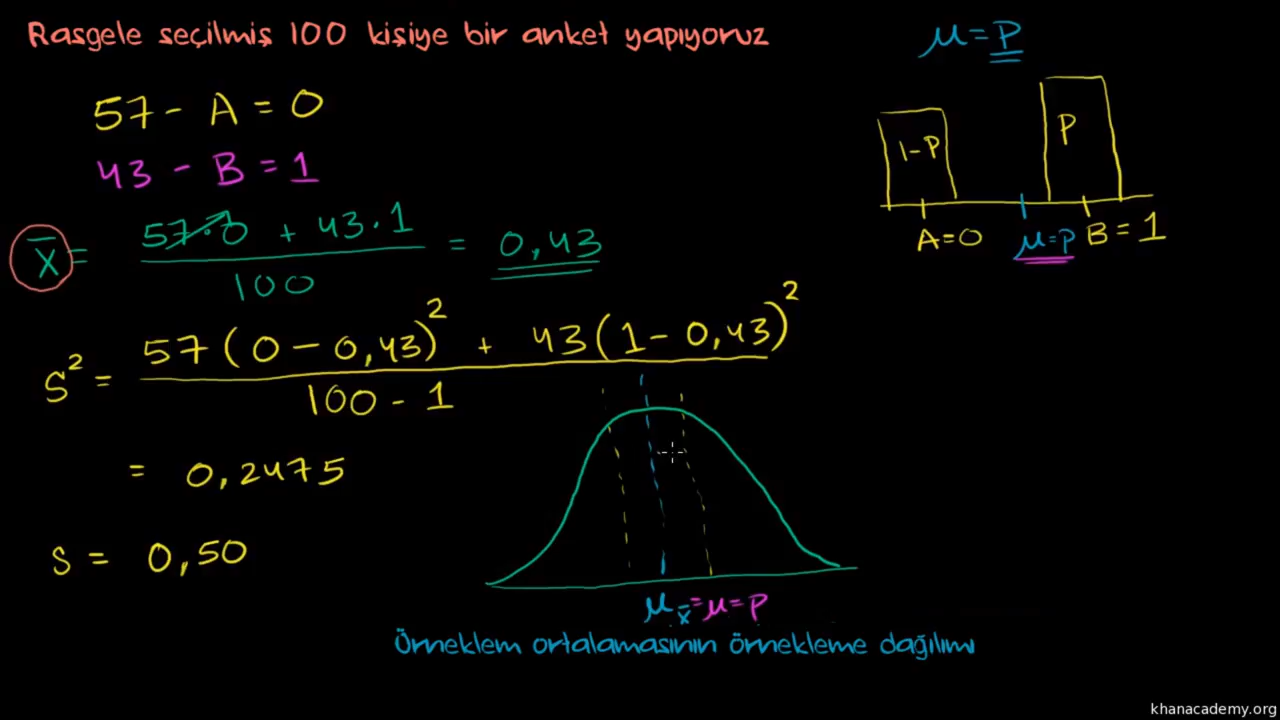 Rasgele seçilmiş 100 kişiye bir anket yapıyoruz
μ = P
57 - A = 0
43 - B = 1
1-P P
A=0 μ=p B=1
x̄ = (57·0 + 43·1) / 100 = 0,43
S² = (57(0 - 0,43)² + 43(1 - 0,43)²) / (100 - 1)
= 0,2475
S = 0,50
μx̄ = μ = P
Örneklem ortalamasının örnekleme dağılımı
khanacademy.org